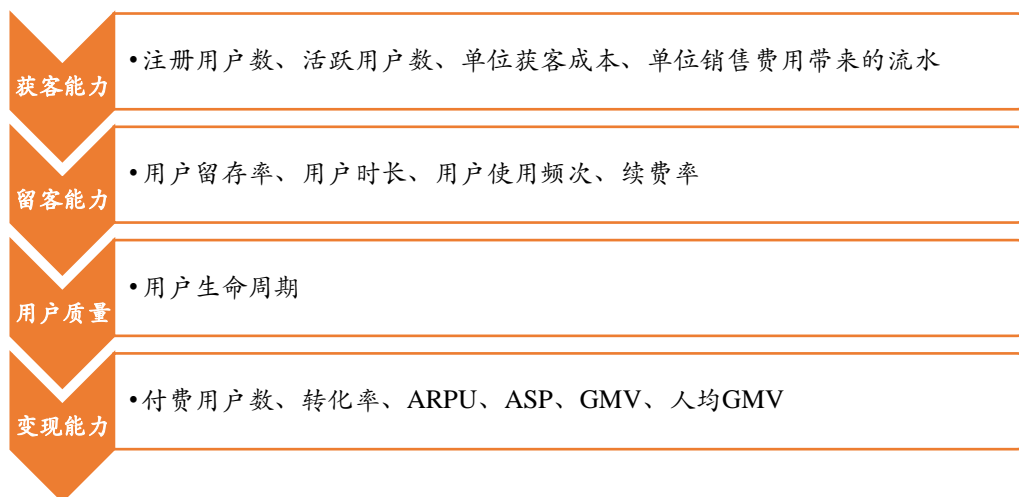 获客能力
•注册用户数、活跃用户数、单位获客成本、单位销售费用带来的流水
留客能力
•用户留存率、用户时长、用户使用频次、续费率
用户质量
•用户生命周期
变现能力
•付费用户数、转化率、ARPU、ASP、GMV、人均GMV